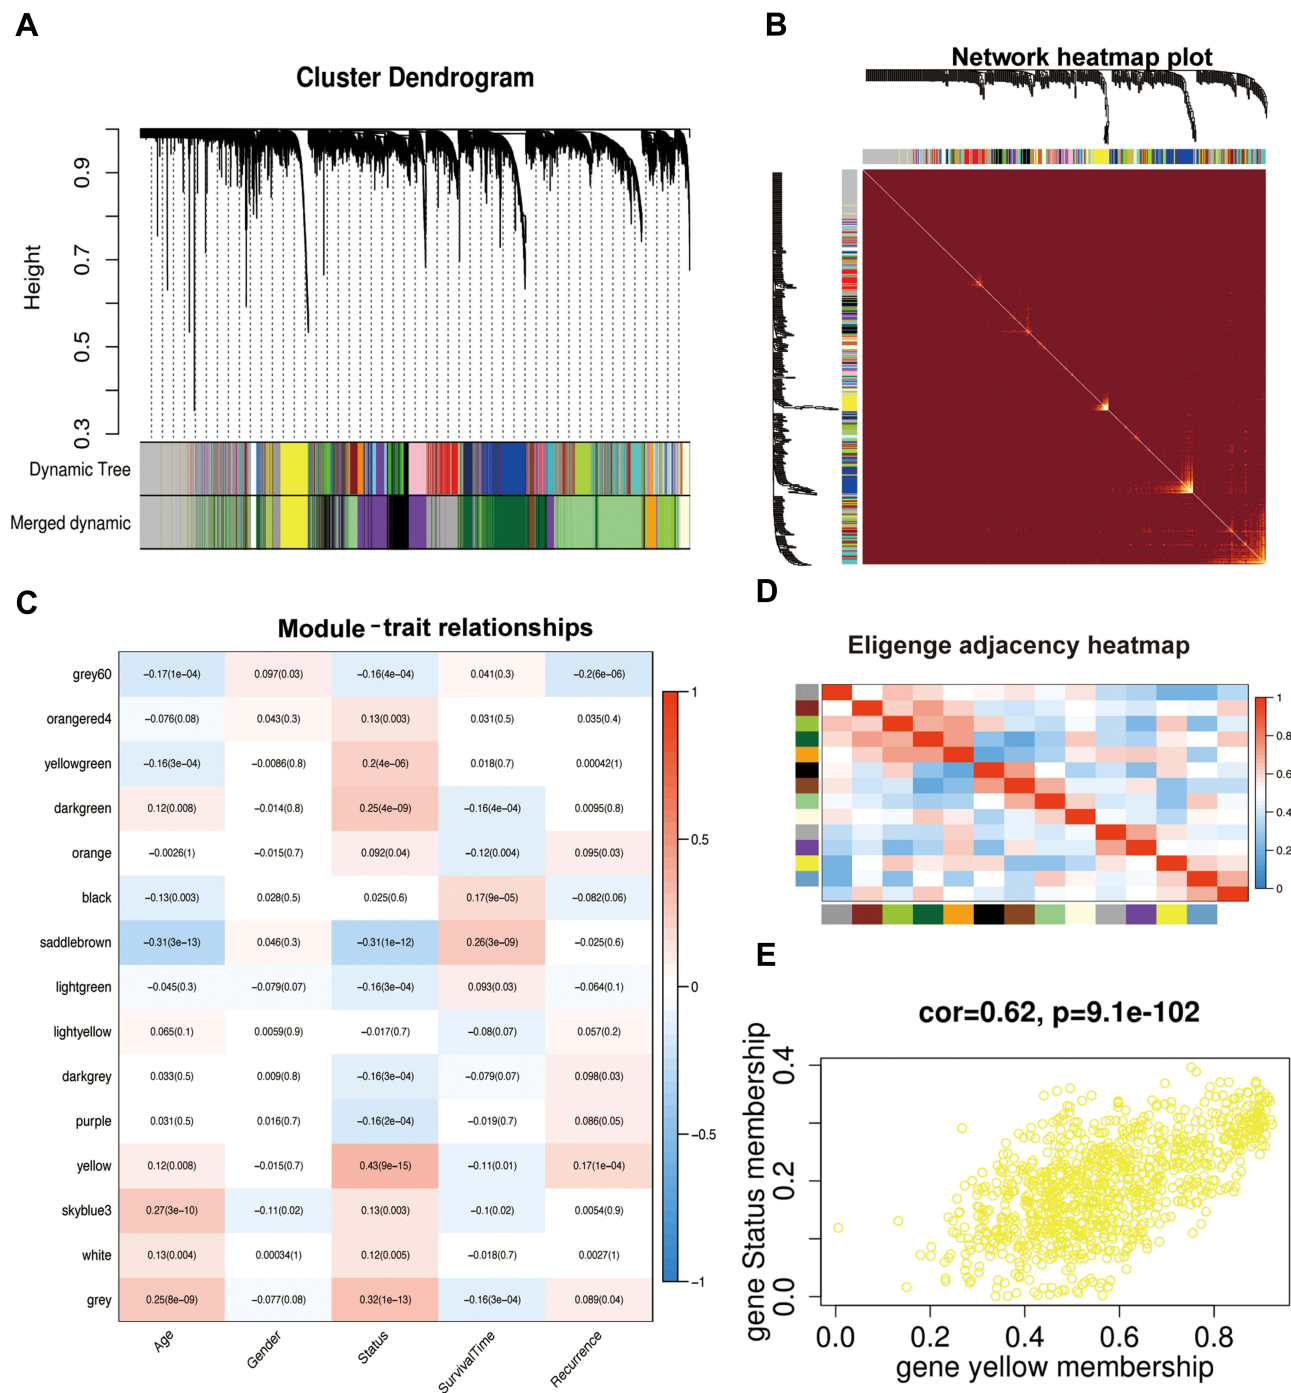 A
Cluster Dendrogram
Height
0.9
0.7
0.5
0.3
Dynamic Tree
Merged dynamic
B
Network heatmap plot
C
Module-trait relationships
grey60 −0.17(1e−04) 0.097(0.03) −0.16(4e−04) 0.041(0.3) −0.2(6e−06)
orangered4 −0.076(0.08) 0.043(0.3) 0.13(0.003) 0.031(0.5) 0.035(0.4)
yellowgreen −0.16(3e−04) −0.0086(0.8) 0.2(4e−06) 0.018(0.7) 0.00042(1)
darkgreen 0.12(0.008) −0.014(0.8) 0.25(4e−09) −0.16(4e−04) 0.0095(0.8)
orange −0.0026(1) −0.015(0.7) 0.092(0.04) −0.12(0.004) 0.095(0.03)
black −0.13(0.003) 0.028(0.5) 0.025(0.6) 0.17(9e−05) −0.082(0.06)
saddlebrown −0.31(3e−13) 0.046(0.3) −0.31(1e−12) 0.26(3e−09) −0.025(0.6)
lightgreen −0.045(0.3) −0.079(0.07) −0.16(3e−04) 0.093(0.03) −0.064(0.1)
lightyellow 0.065(0.1) 0.0059(0.9) −0.017(0.7) −0.08(0.07) 0.057(0.2)
darkgrey 0.033(0.5) 0.009(0.8) −0.16(3e−04) −0.079(0.07) 0.098(0.03)
purple 0.031(0.5) 0.016(0.7) −0.16(2e−04) −0.019(0.7) 0.086(0.05)
yellow 0.12(0.008) −0.015(0.7) 0.43(9e−15) −0.11(0.01) 0.17(1e−04)
skyblue3 0.27(3e−10) −0.11(0.02) 0.13(0.003) −0.1(0.02) 0.0054(0.9)
white 0.13(0.004) 0.00034(1) 0.12(0.005) −0.018(0.7) 0.0027(1)
grey 0.25(8e−09) −0.077(0.08) 0.32(1e−13) −0.16(3e−04) 0.089(0.04)
Age Gender Status SurvivalTime Recurrence
1
0.5
0
−0.5
−1
D
Eligenge adjacency heatmap
1
0.8
0.6
0.4
0.2
0
E
cor=0.62, p=9.1e-102
gene Status membership
0.4
0.2
0.0
0.0 0.2 0.4 0.6 0.8
gene yellow membership